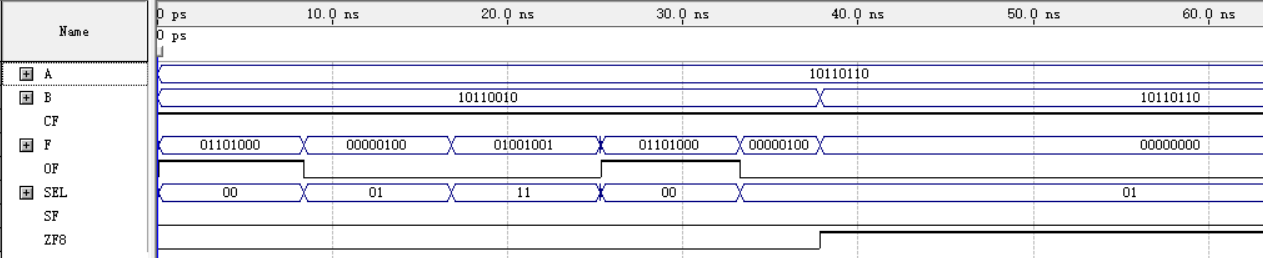 0 ps 10.0 ns 20.0 ns 30.0 ns 40.0 ns 50.0 ns 60.0 ns
Name
0 ps
A 10110110
B 10110010 10110110
CF
F 01101000 00000100 01001001 01101000 00000100 00000000
OF
SEL 00 01 11 00 01
SF
ZF8